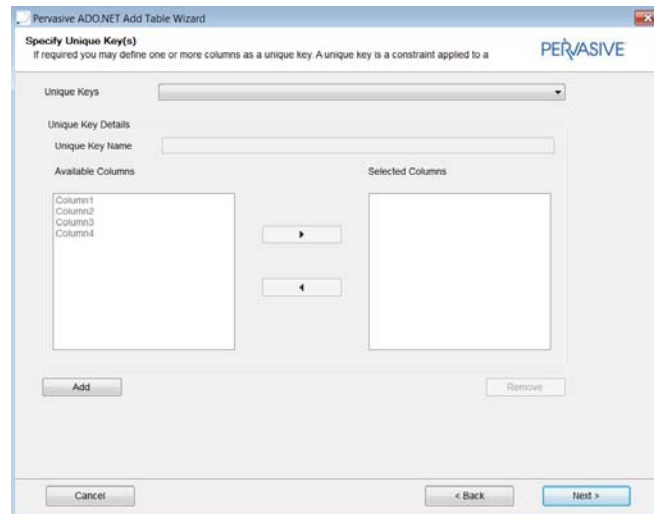 Pervasive ADO.NET Add Table Wizard
Specify Unique Key(s)
If required you may define one or more columns as a unique key. A unique key is a constraint applied to a
PERVASIVE
Unique Keys
Unique Key Details
Unique Key Name
Available Columns
Selected Columns
Column1
Column2
Column3
Column4
Add
Remove
Cancel
< Back
Next >